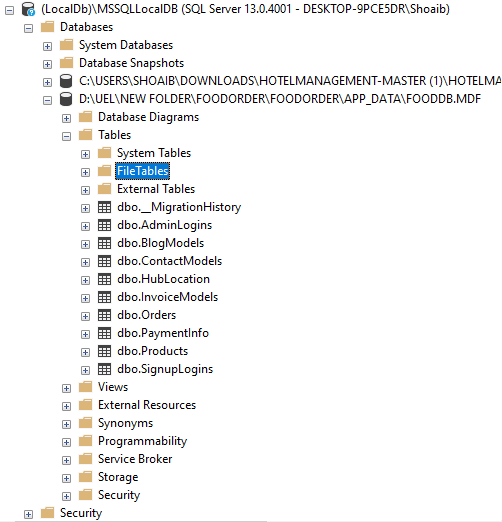 (LocalDb)\MSSQLLocalDB (SQL Server 13.0.4001 - DESKTOP-9PCE5DR\Shoaib)
Databases
System Databases
Database Snapshots
C:\USERS\SHOAIB\DOWNLOADS\HOTELMANAGEMENT-MASTER (1)\HOTELMA
D:\UEL\NEW FOLDER\FOODORDER\FOODORDER\APP_DATA\FOODDB.MDF
Database Diagrams
Tables
System Tables
FileTables
External Tables
dbo.__MigrationHistory
dbo.AdminLogins
dbo.BlogModels
dbo.ContactModels
dbo.HubLocation
dbo.InvoiceModels
dbo.Orders
dbo.PaymentInfo
dbo.Products
dbo.SignupLogins
Views
External Resources
Synonyms
Programmability
Service Broker
Storage
Security
Security